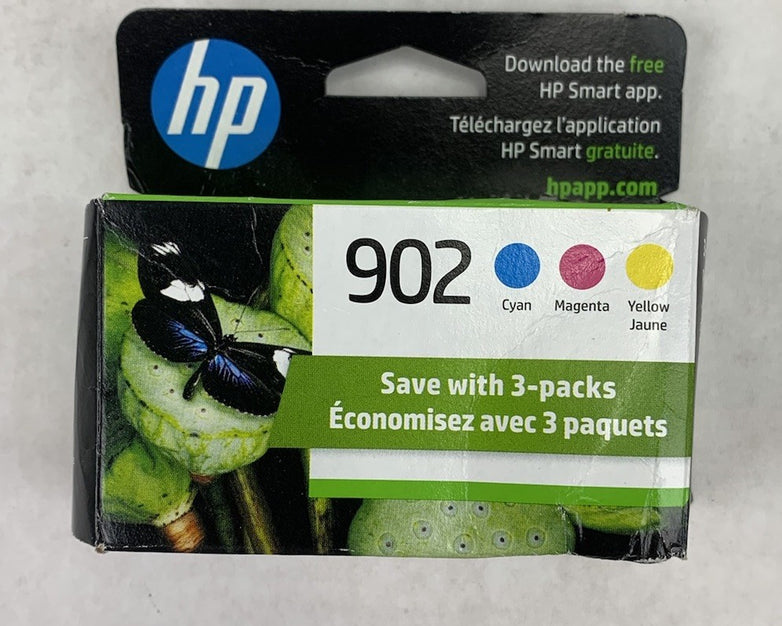 hp
Download the free
HP Smart app.
Téléchargez l'application
HP Smart gratuite.
hpapp.com
902
Cyan
Magenta
Yellow
Jaune
Save with 3-packs
Économisez avec 3 paquets